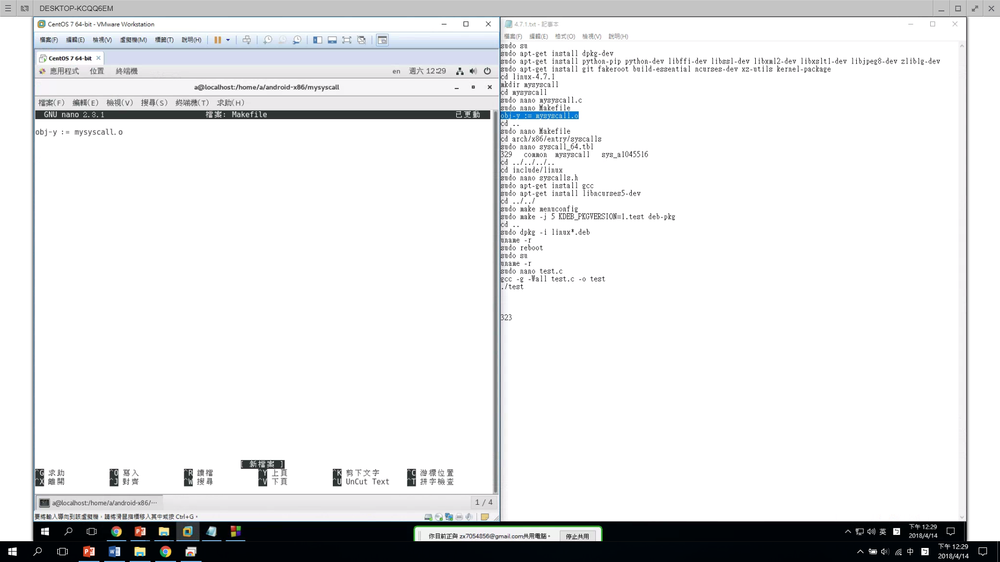 DESKTOP-KCQQ6EM
CentOS 7 64-bit - VMware Workstation
檔案(F) 編輯(E) 檢視(V) 虛擬機(M) 標籤(T) 說明(H)
CentOS 7 64-bit
應用程式 位置 終端機 en 週六 12:29
a@localhost:/home/a/android-x86/mysyscall
檔案(F) 編輯(E) 檢視(V) 搜尋(S) 終端機(T) 求助(H)
GNU nano 2.3.1 檔案: Makefile 已更動
obj-y := mysyscall.o
[ 新檔案 ]
^G 求助 ^O 寫入 ^R 讀檔 ^Y 上頁 ^K 剪下文字 ^C 游標位置
^X 離開 ^J 對齊 ^W 搜尋 ^V 下頁 ^U UnCut Text ^T 拼字檢查
a@localhost:/home/a/android-x86/… 1 / 4
要將輸入導向到該虛擬機，請將滑鼠指標移入其中或按 Ctrl+G。
4.7.1.txt - 記事本
檔案(F) 編輯(E) 格式(O) 檢視(V) 說明(H)
sudo su
sudo apt-get install dpkg-dev
sudo apt-get install python-pip python-dev libffi-dev libssl-dev libxml2-dev libxslt1-dev libjpeg8-dev zlib1g-dev
sudo apt-get install git fakeroot build-essential ncurses-dev xz-utils kernel-package
cd linux-4.7.1
mkdir mysyscall
cd mysyscall
sudo nano mysyscall.c
sudo nano Makefile
obj-y := mysyscall.o
cd ..
sudo nano Makefile
cd arch/x86/entry/syscalls
sudo nano syscall_64.tbl
329 common mysyscall sys_a1045516
cd ../../../..
cd include/linux
sudo nano syscalls.h
sudo apt-get install gcc
sudo apt-get install libncurses5-dev
cd ../../
sudo make menuconfig
sudo make -j 5 KDEB_PKGVERSION=1.test deb-pkg
cd ..
sudo dpkg -i linux*.deb
uname -r
sudo reboot
sudo su
uname -r
sudo nano test.c
gcc -g -Wall test.c -o test
./test
323
你目前正與 zx7054856@gmail.com共用電腦。 停止共用
英 下午 12:29
2018/4/14
中 下午 12:29
2018/4/14